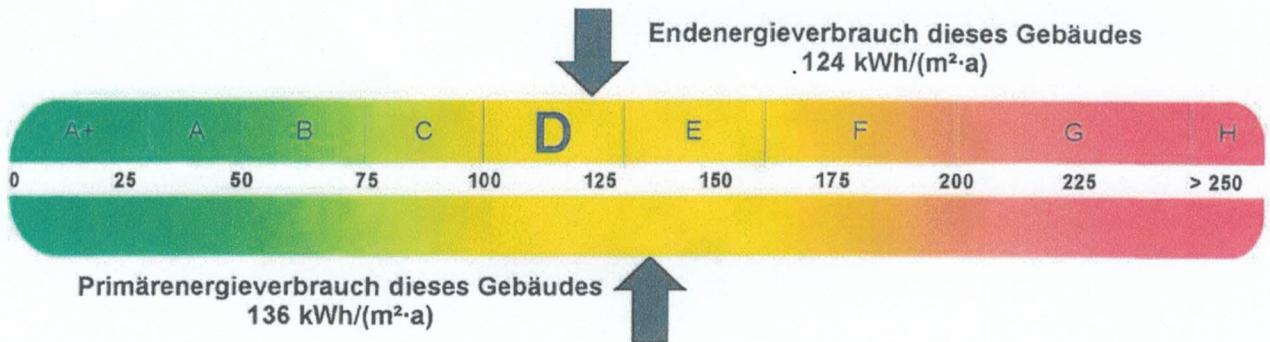 Endenergieverbrauch dieses Gebäudes
124 kWh/(m²·a)
A+ A B C D E F G H
0 25 50 75 100 125 150 175 200 225 > 250
Primärenergieverbrauch dieses Gebäudes
136 kWh/(m²·a)